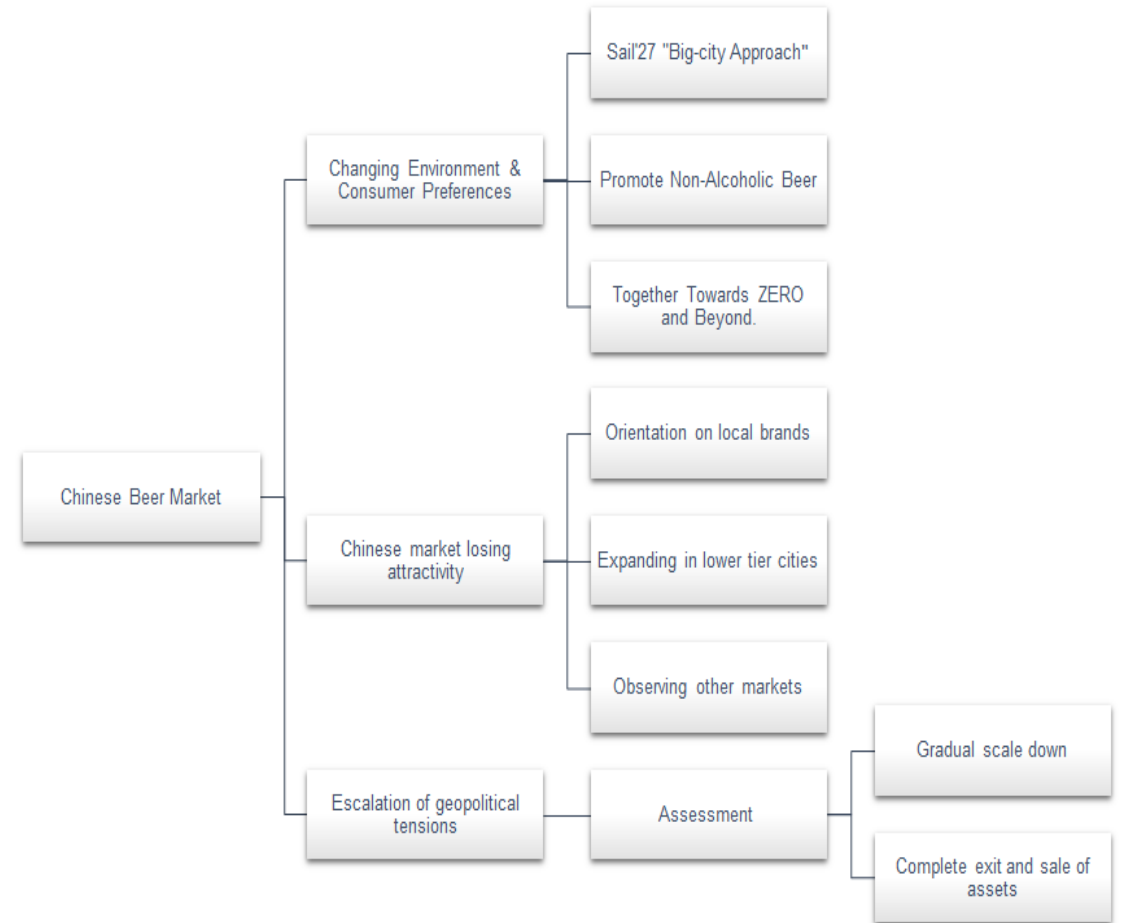 Sail'27 "Big-city Approach"
Changing Environment &
Consumer Preferences
Promote Non-Alcoholic Beer
Together Towards ZERO
and Beyond.
Orientation on local brands
Chinese Beer Market
Chinese market losing
attractivity
Expanding in lower tier cities
Observing other markets
Gradual scale down
Escalation of geopolitical
tensions
Assessment
Complete exit and sale of
assets